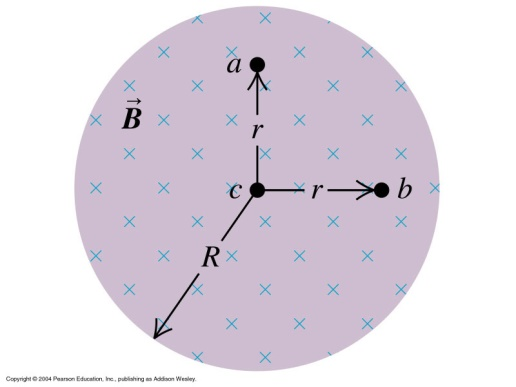 a
B
r
c
r
b
R
Copyright © 2004 Pearson Education, Inc., publishing as Addison Wesley.